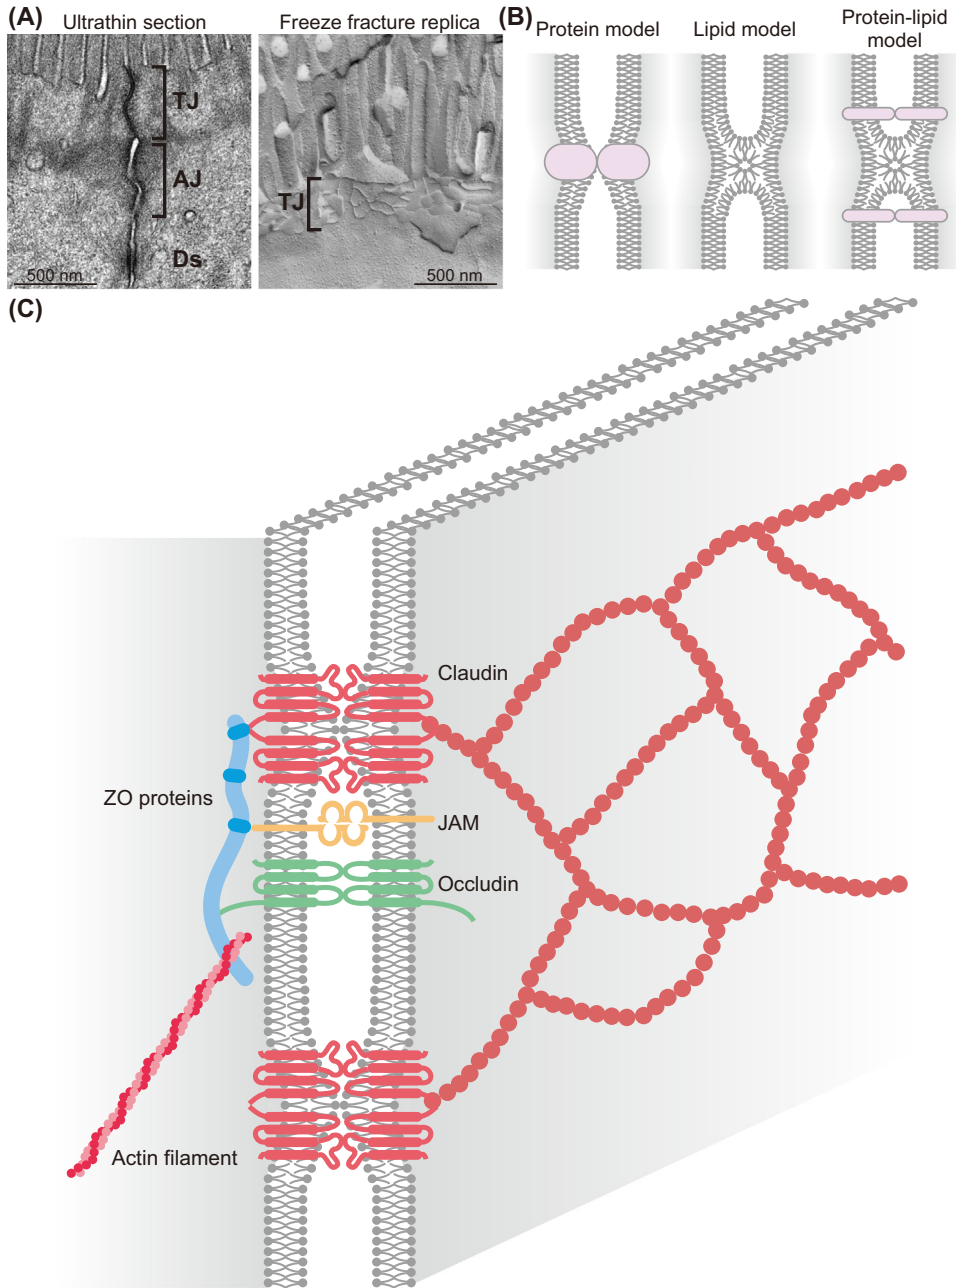 (A)
Ultrathin section
Freeze fracture replica
TJ
AJ
Ds
500 nm
TJ
500 nm
(B)
Protein model
Lipid model
Protein-lipid
model
(C)
Claudin
ZO proteins
JAM
Occludin
Actin filament